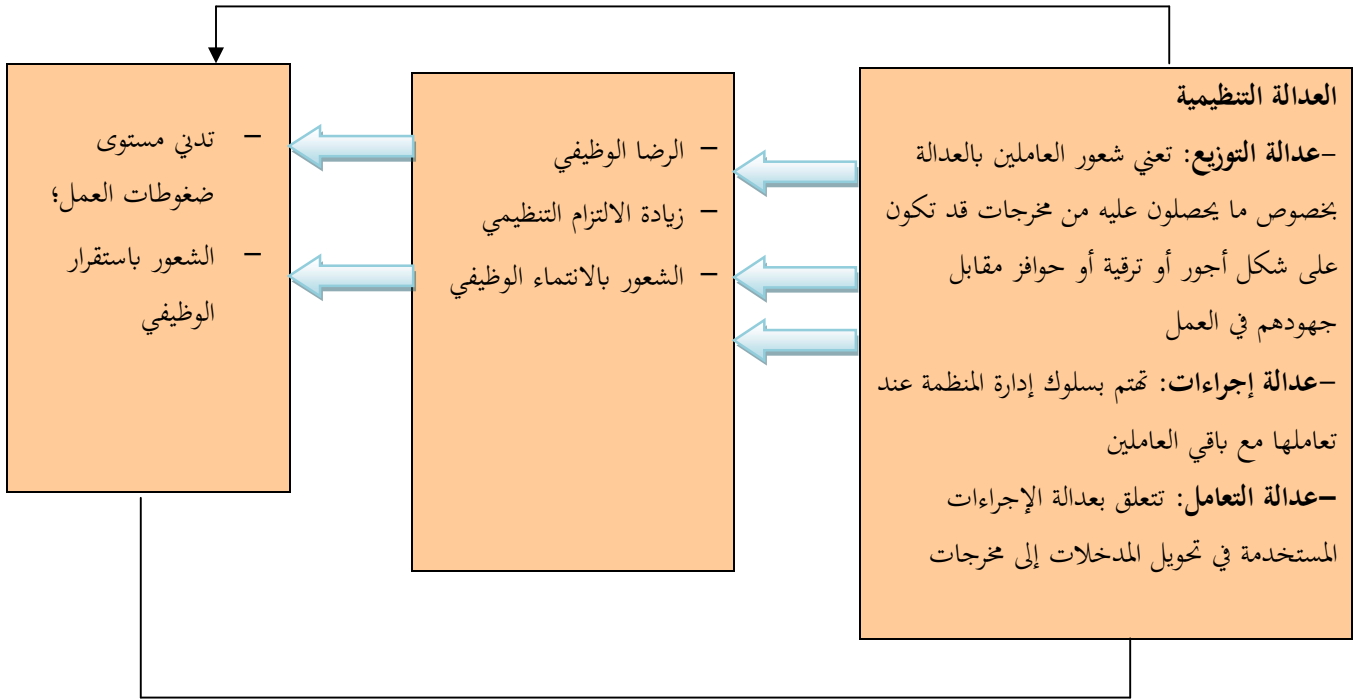 العدالة التنظيمية
–عدالة التوزيع: تعني شعور العاملين بالعدالة
بخصوص ما يحصلون عليه من مخرجات قد تكون
على شكل أجور أو ترقية أو حوافز مقابل
جهودهم في العمل
–عدالة إجراءات: تهتم بسلوك إدارة المنظمة عند
تعاملها مع باقي العاملين
–عدالة التعامل: تتعلق بعدالة الإجراءات
المستخدمة في تحويل المدخلات إلى مخرجات
– الرضا الوظيفي
– زيادة الالتزام التنظيمي
– الشعور بالانتماء الوظيفي
– تدني مستوى
ضغوطات العمل؛
– الشعور باستقرار
الوظيفي